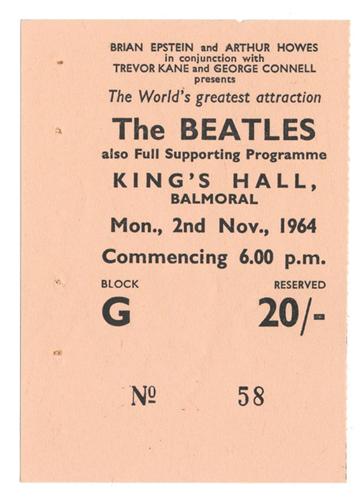 BRIAN EPSTEIN and ARTHUR HOWES
in conjunction with
TREVOR KANE and GEORGE CONNELL
presents
The World's greatest attraction
The BEATLES
also Full Supporting Programme
KING'S HALL,
BALMORAL
Mon., 2nd Nov., 1964
Commencing 6.00 p.m.
BLOCK RESERVED
G 20/-
Nº 58